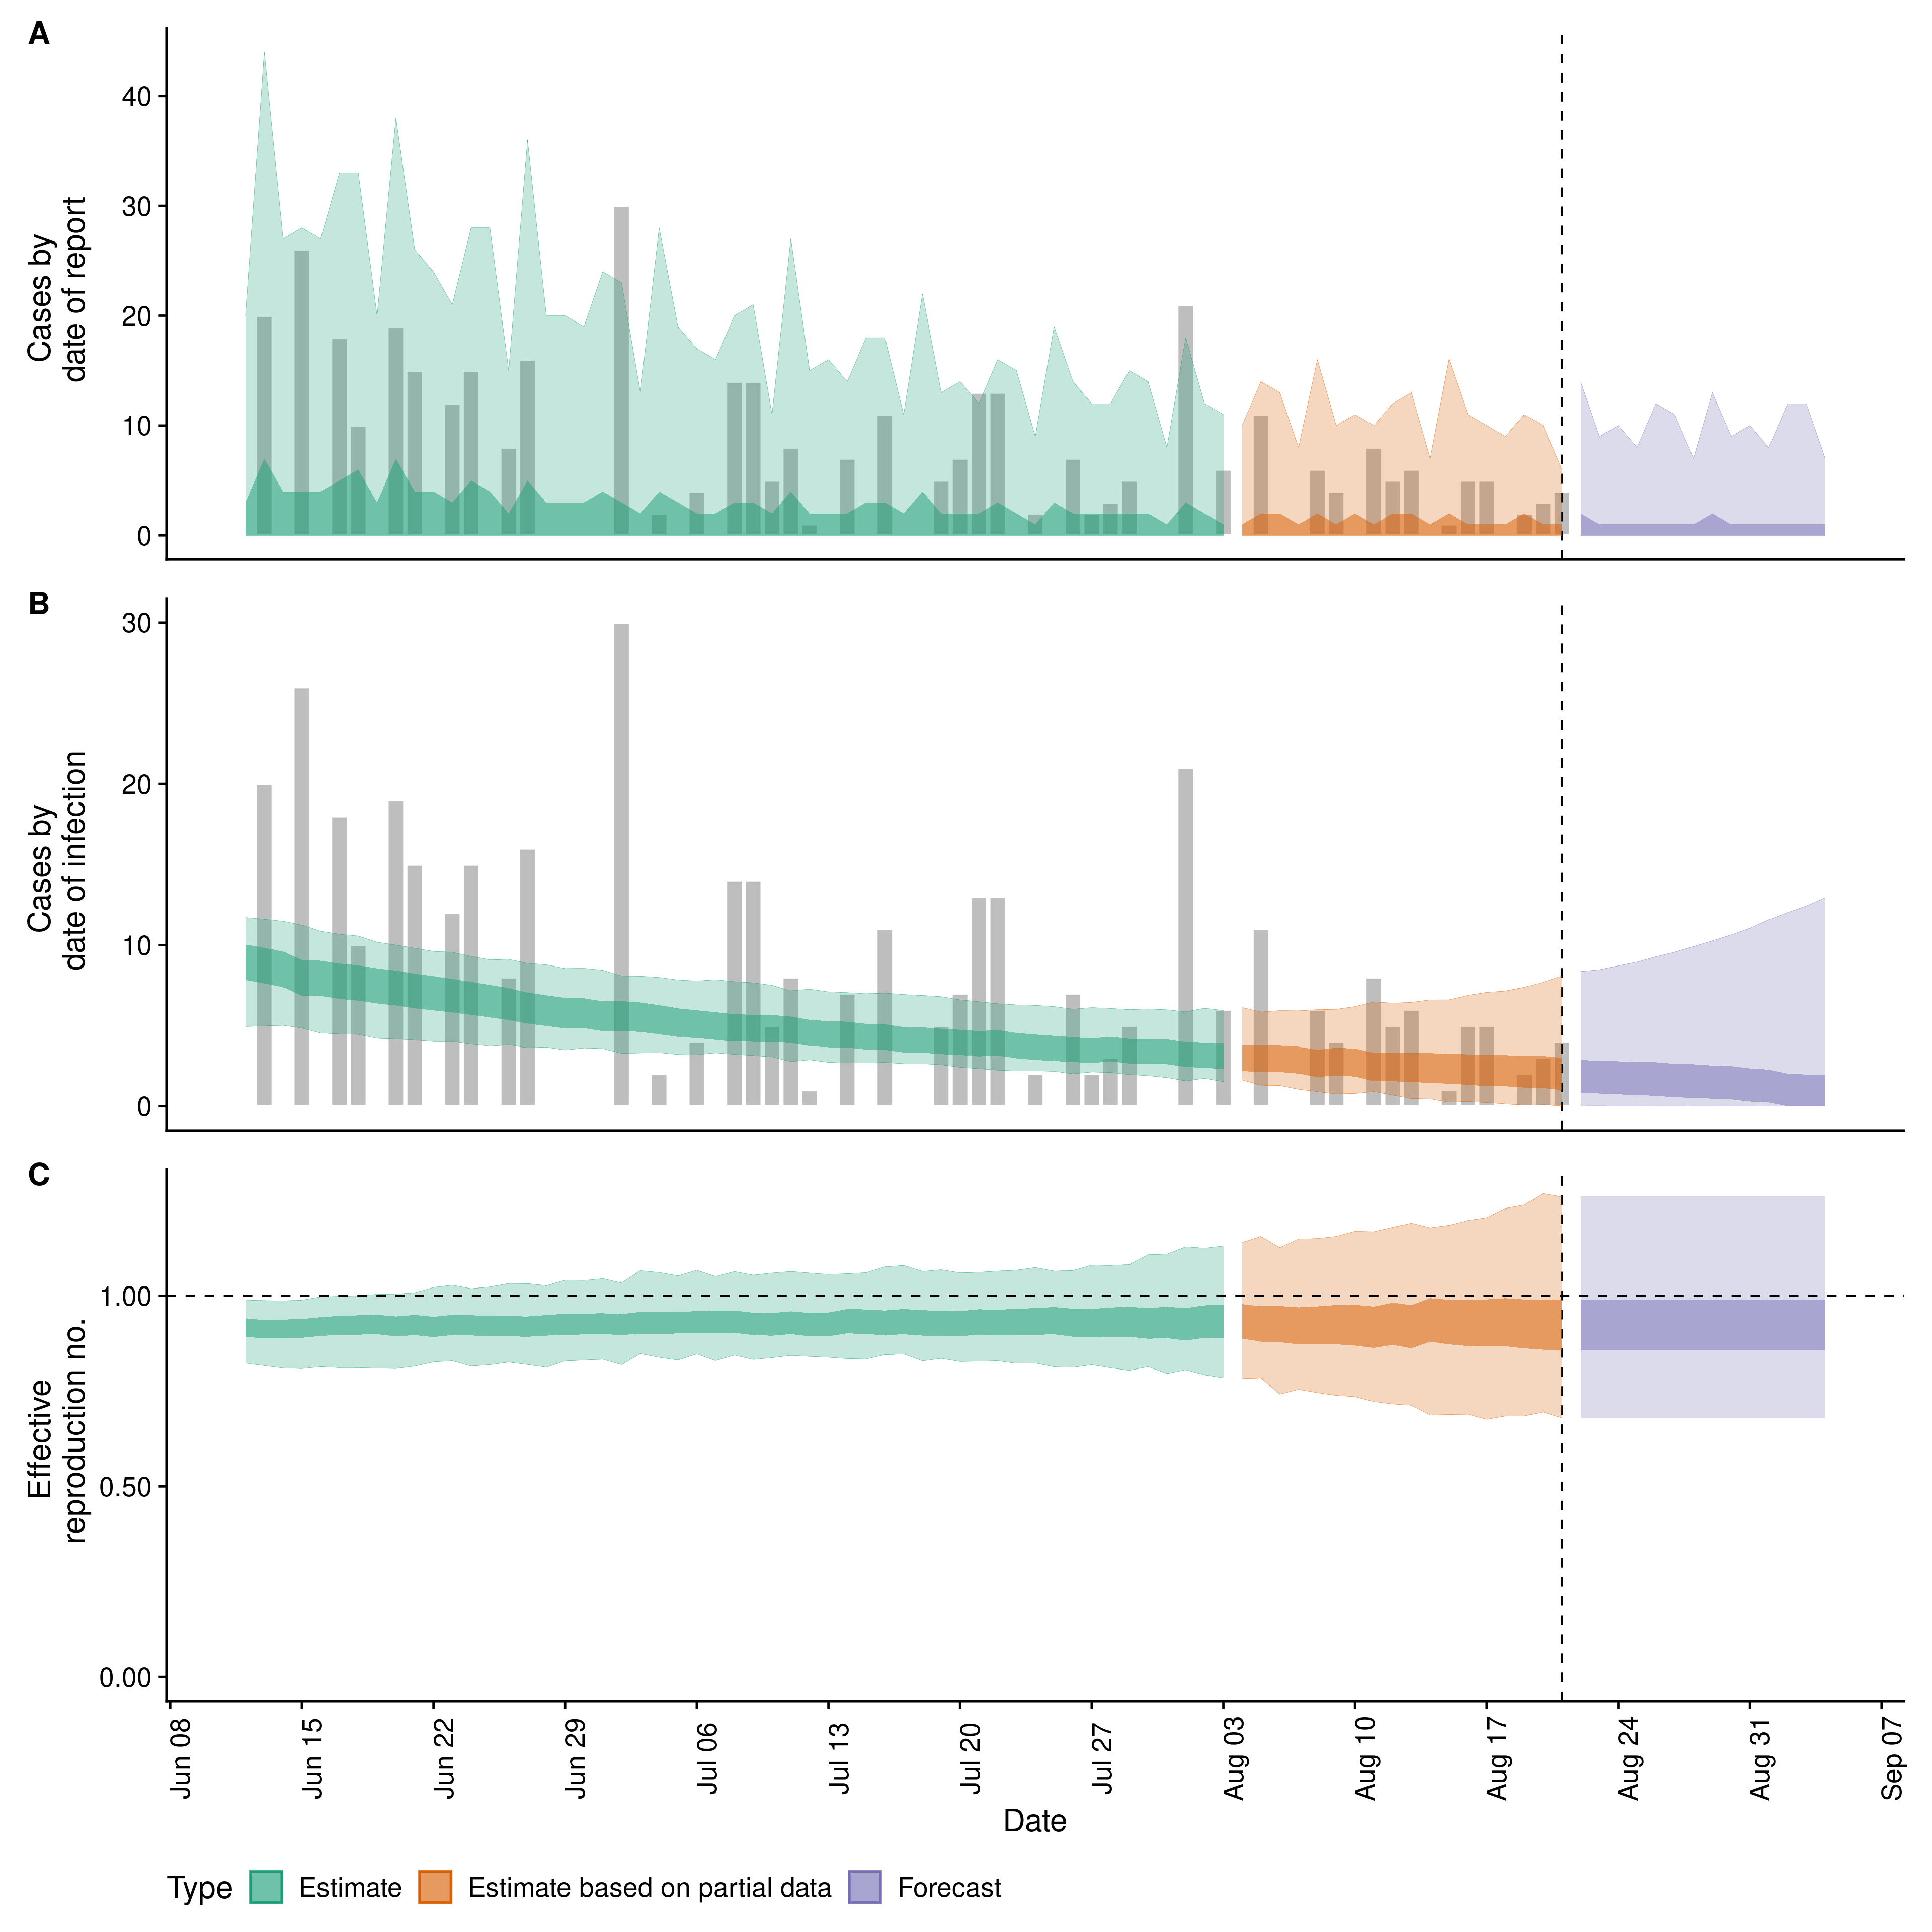 A
Cases by
date of report
40
30
20
10
0
B
Cases by
date of infection
30
20
10
0
C
Effective
reproduction no.
1.00
0.50
0.00
Jun 08
Jun 15
Jun 22
Jun 29
Jul 06
Jul 13
Jul 20
Jul 27
Aug 03
Aug 10
Aug 17
Aug 24
Aug 31
Sep 07
Date
Type Estimate Estimate based on partial data Forecast